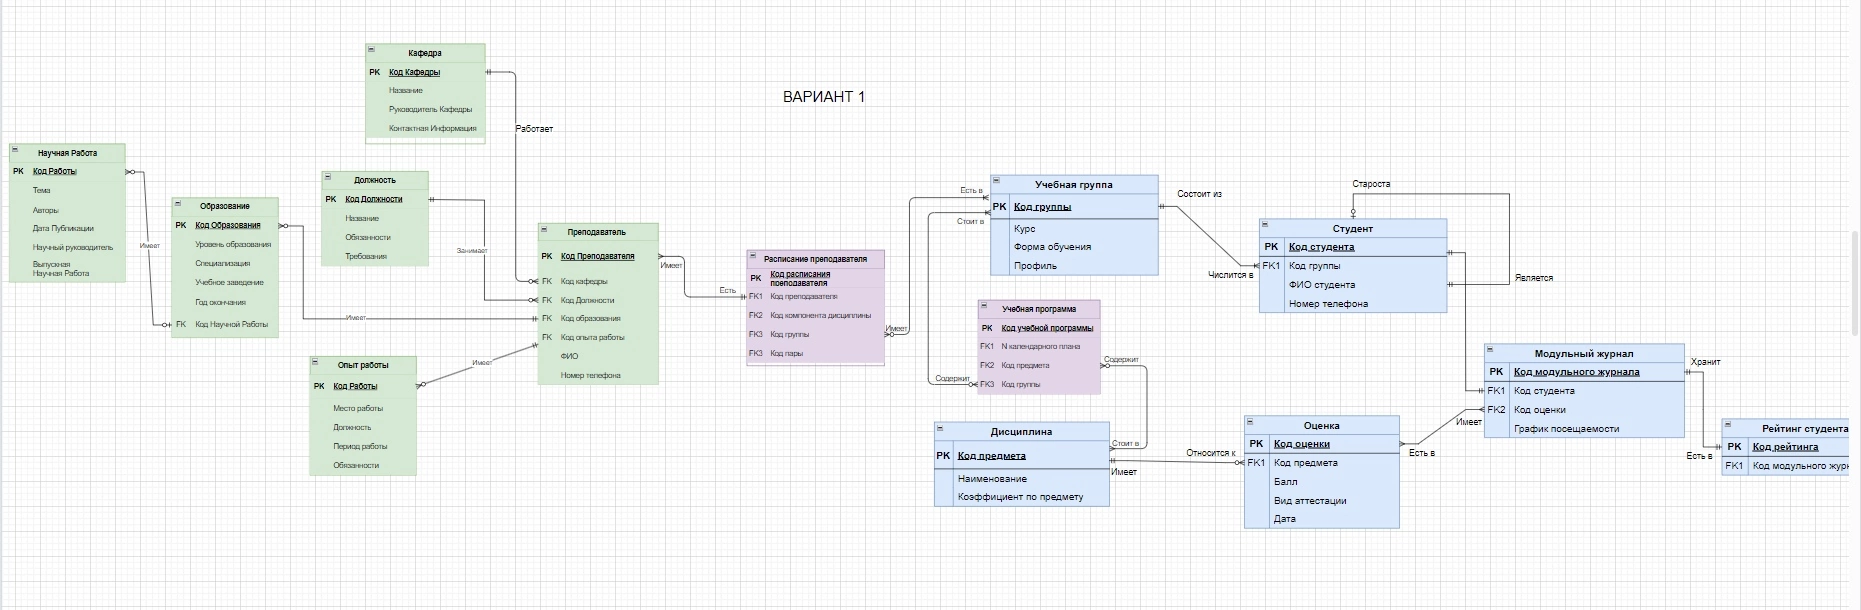 ВАРИАНТ 1
Кафедра
PK Код Кафедры
Название
Руководитель Кафедры
Контактная Информация
Работает
Научная Работа
PK Код Работы
Тема
Авторы
Дата Публикации
Научный руководитель
Выпускная
Научная Работа
Имеет
Образование
PK Код Образования
Уровень образования
Специализация
Учебное заведение
Год окончания
FK Код Научной Работы
Имеет
Должность
PK Код Должности
Название
Обязанности
Требования
Занимает
Опыт работы
PK Код Работы
Место работы
Должность
Период работы
Обязанности
Имеет
Преподаватель
PK Код Преподавателя
FK Код кафедры
FK Код Должности
FK Код образования
FK Код опыта работы
ФИО
Номер телефона
Имеет
Есть
Расписание преподавателя
PK Код расписания
преподавателя
FK1 Код преподавателя
FK2 Код компонента дисциплины
FK3 Код группы
FK3 Код пары
Имеет
Есть в
Стоит в
Учебная группа
PK Код группы
Курс
Форма обучения
Профиль
Состоит из
Числится в
Учебная программа
PK Код учебной программы
FK1 N календарного плана
FK2 Код предмета
FK3 Код группы
Содержит
Содержит
Стоит в
Дисциплина
PK Код предмета
Наименование
Коэффициент по предмету
Имеет
Относится к
Староста
Студент
PK Код студента
FK1 Код группы
ФИО студента
Номер телефона
Является
Оценка
PK Код оценки
FK1 Код предмета
Балл
Вид аттестации
Дата
Есть в
Имеет
Модульный журнал
PK Код модульного журнала
FK1 Код студента
FK2 Код оценки
График посещаемости
Хранит
Есть в
Рейтинг студента
PK Код рейтинга
FK1 Код модульного жур